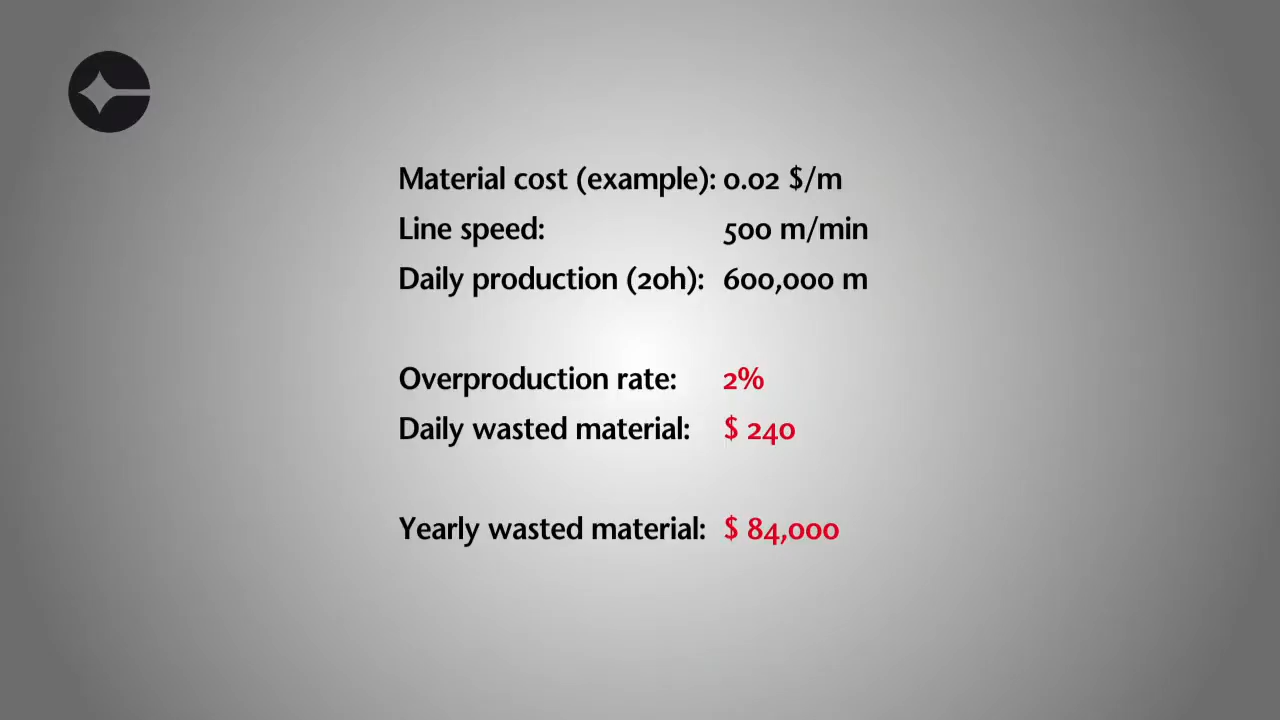 Material cost (example): 0.02 $/m
Line speed: 500 m/min
Daily production (20h): 600,000 m
Overproduction rate: 2%
Daily wasted material: $ 240
Yearly wasted material: $ 84,000